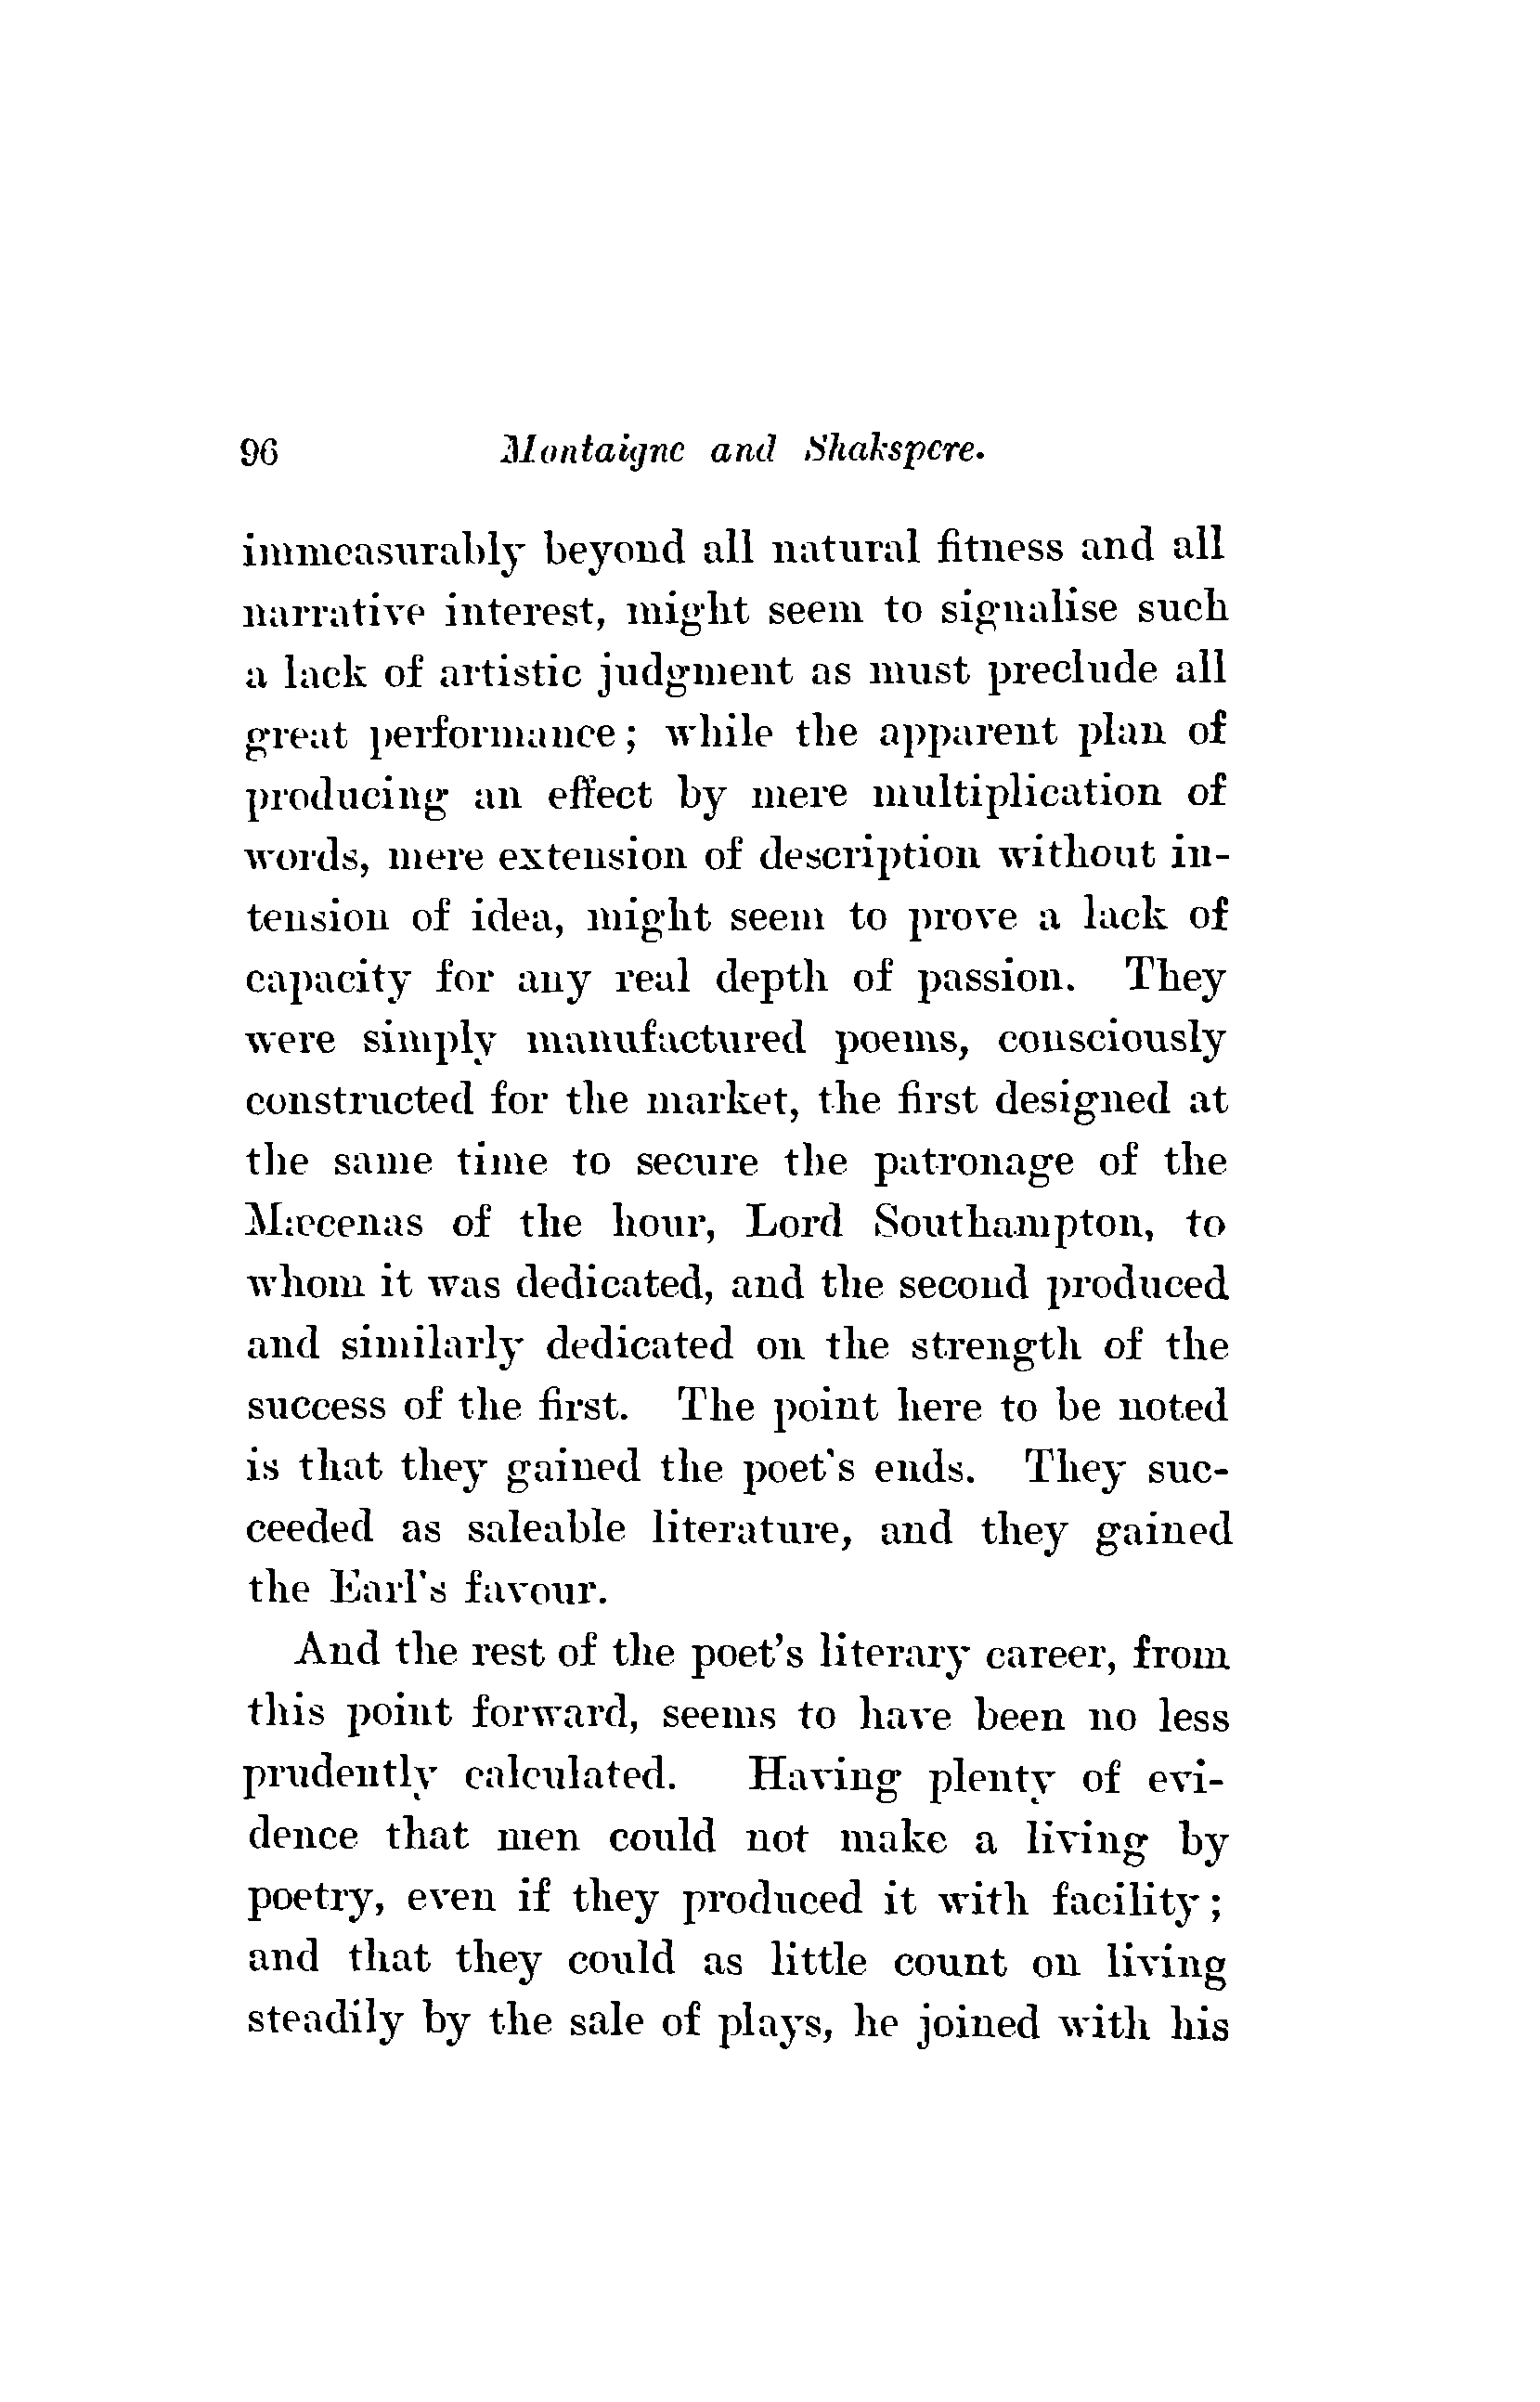 96 Montaigne and Shakspere.
immeasurably beyond all natural fitness and all
narrative interest, might seem to signalise such
a lack of artistic judgment as must preclude all
great performance; while the apparent plan of
producing an effect by mere multiplication of
words, mere extension of description without in-
tension of idea, might seem to prove a lack of
capacity for any real depth of passion. They
were simply manufactured poems, consciously
constructed for the market, the first designed at
the same time to secure the patronage of the
Mæcenas of the hour, Lord Southampton, to
whom it was dedicated, and the second produced
and similarly dedicated on the strength of the
success of the first. The point here to be noted
is that they gained the poet's ends. They suc-
ceeded as saleable literature, and they gained
the Earl's favour.
And the rest of the poet's literary career, from
this point forward, seems to have been no less
prudently calculated. Having plenty of evi-
dence that men could not make a living by
poetry, even if they produced it with facility;
and that they could as little count on living
steadily by the sale of plays, he joined with his